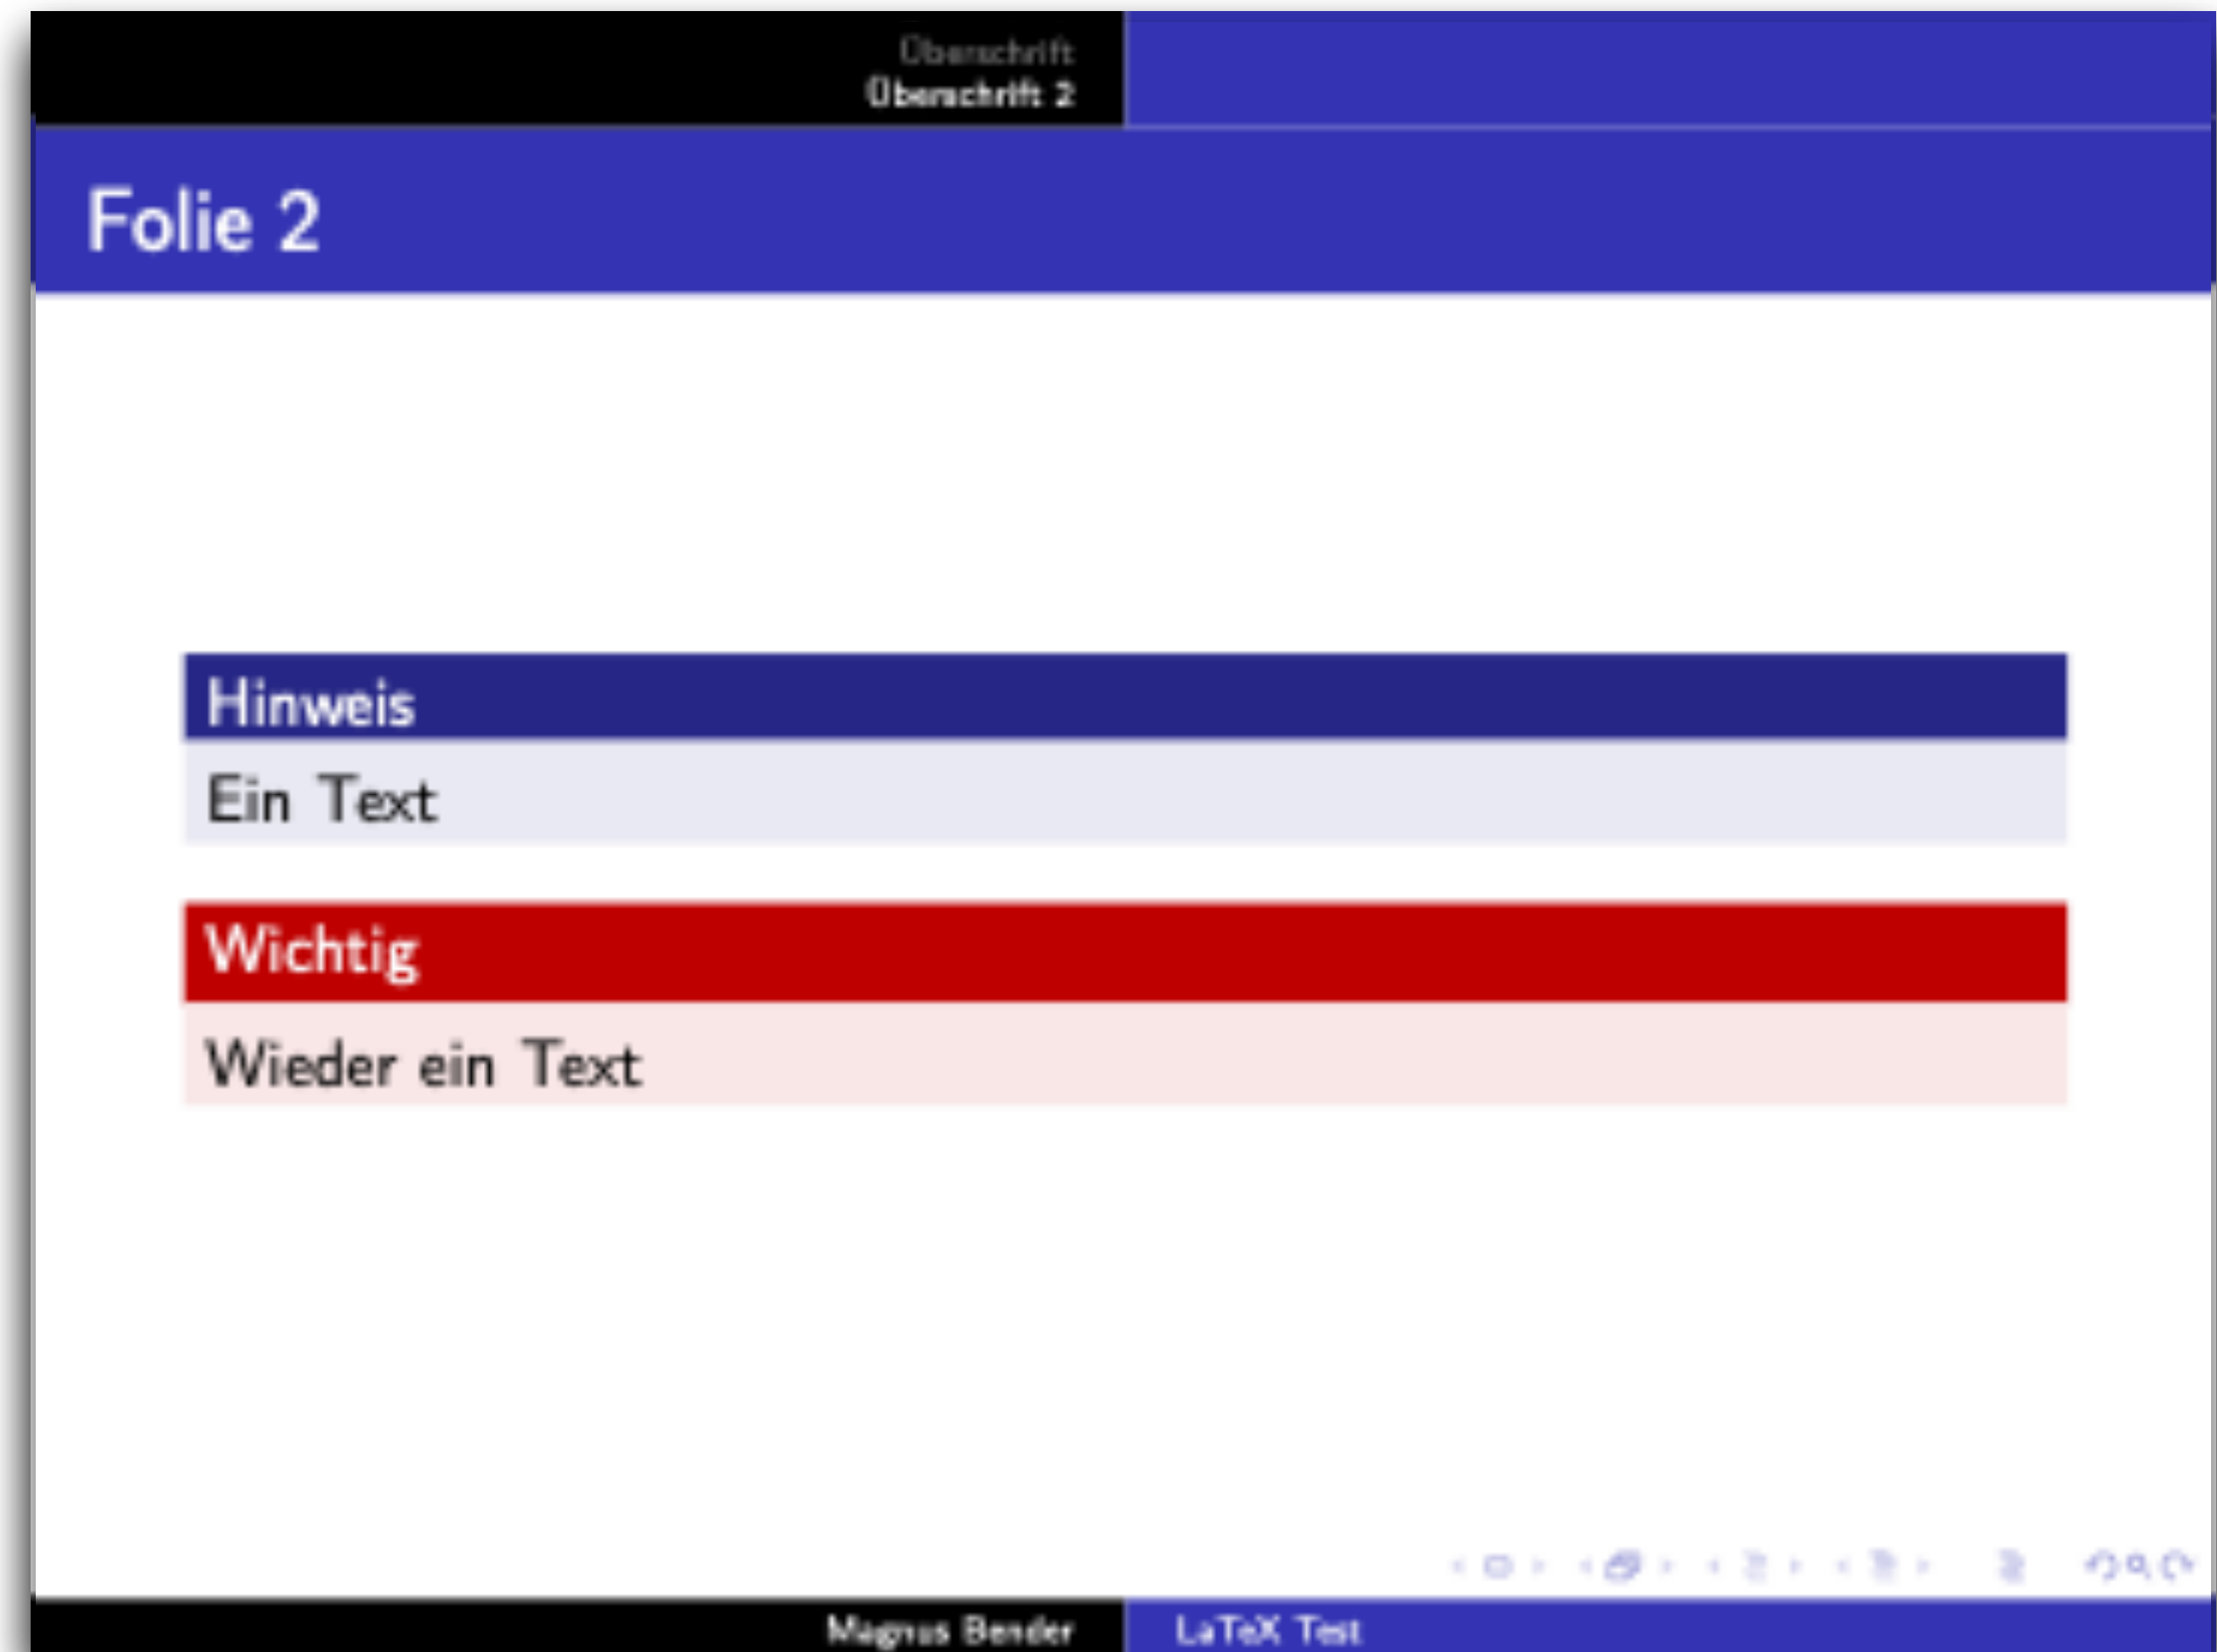 Überschrift
Überschrift 2
Folie 2
Hinweis
Ein Text
Wichtig
Wieder ein Text
Magnus Bender
LaTeX Test